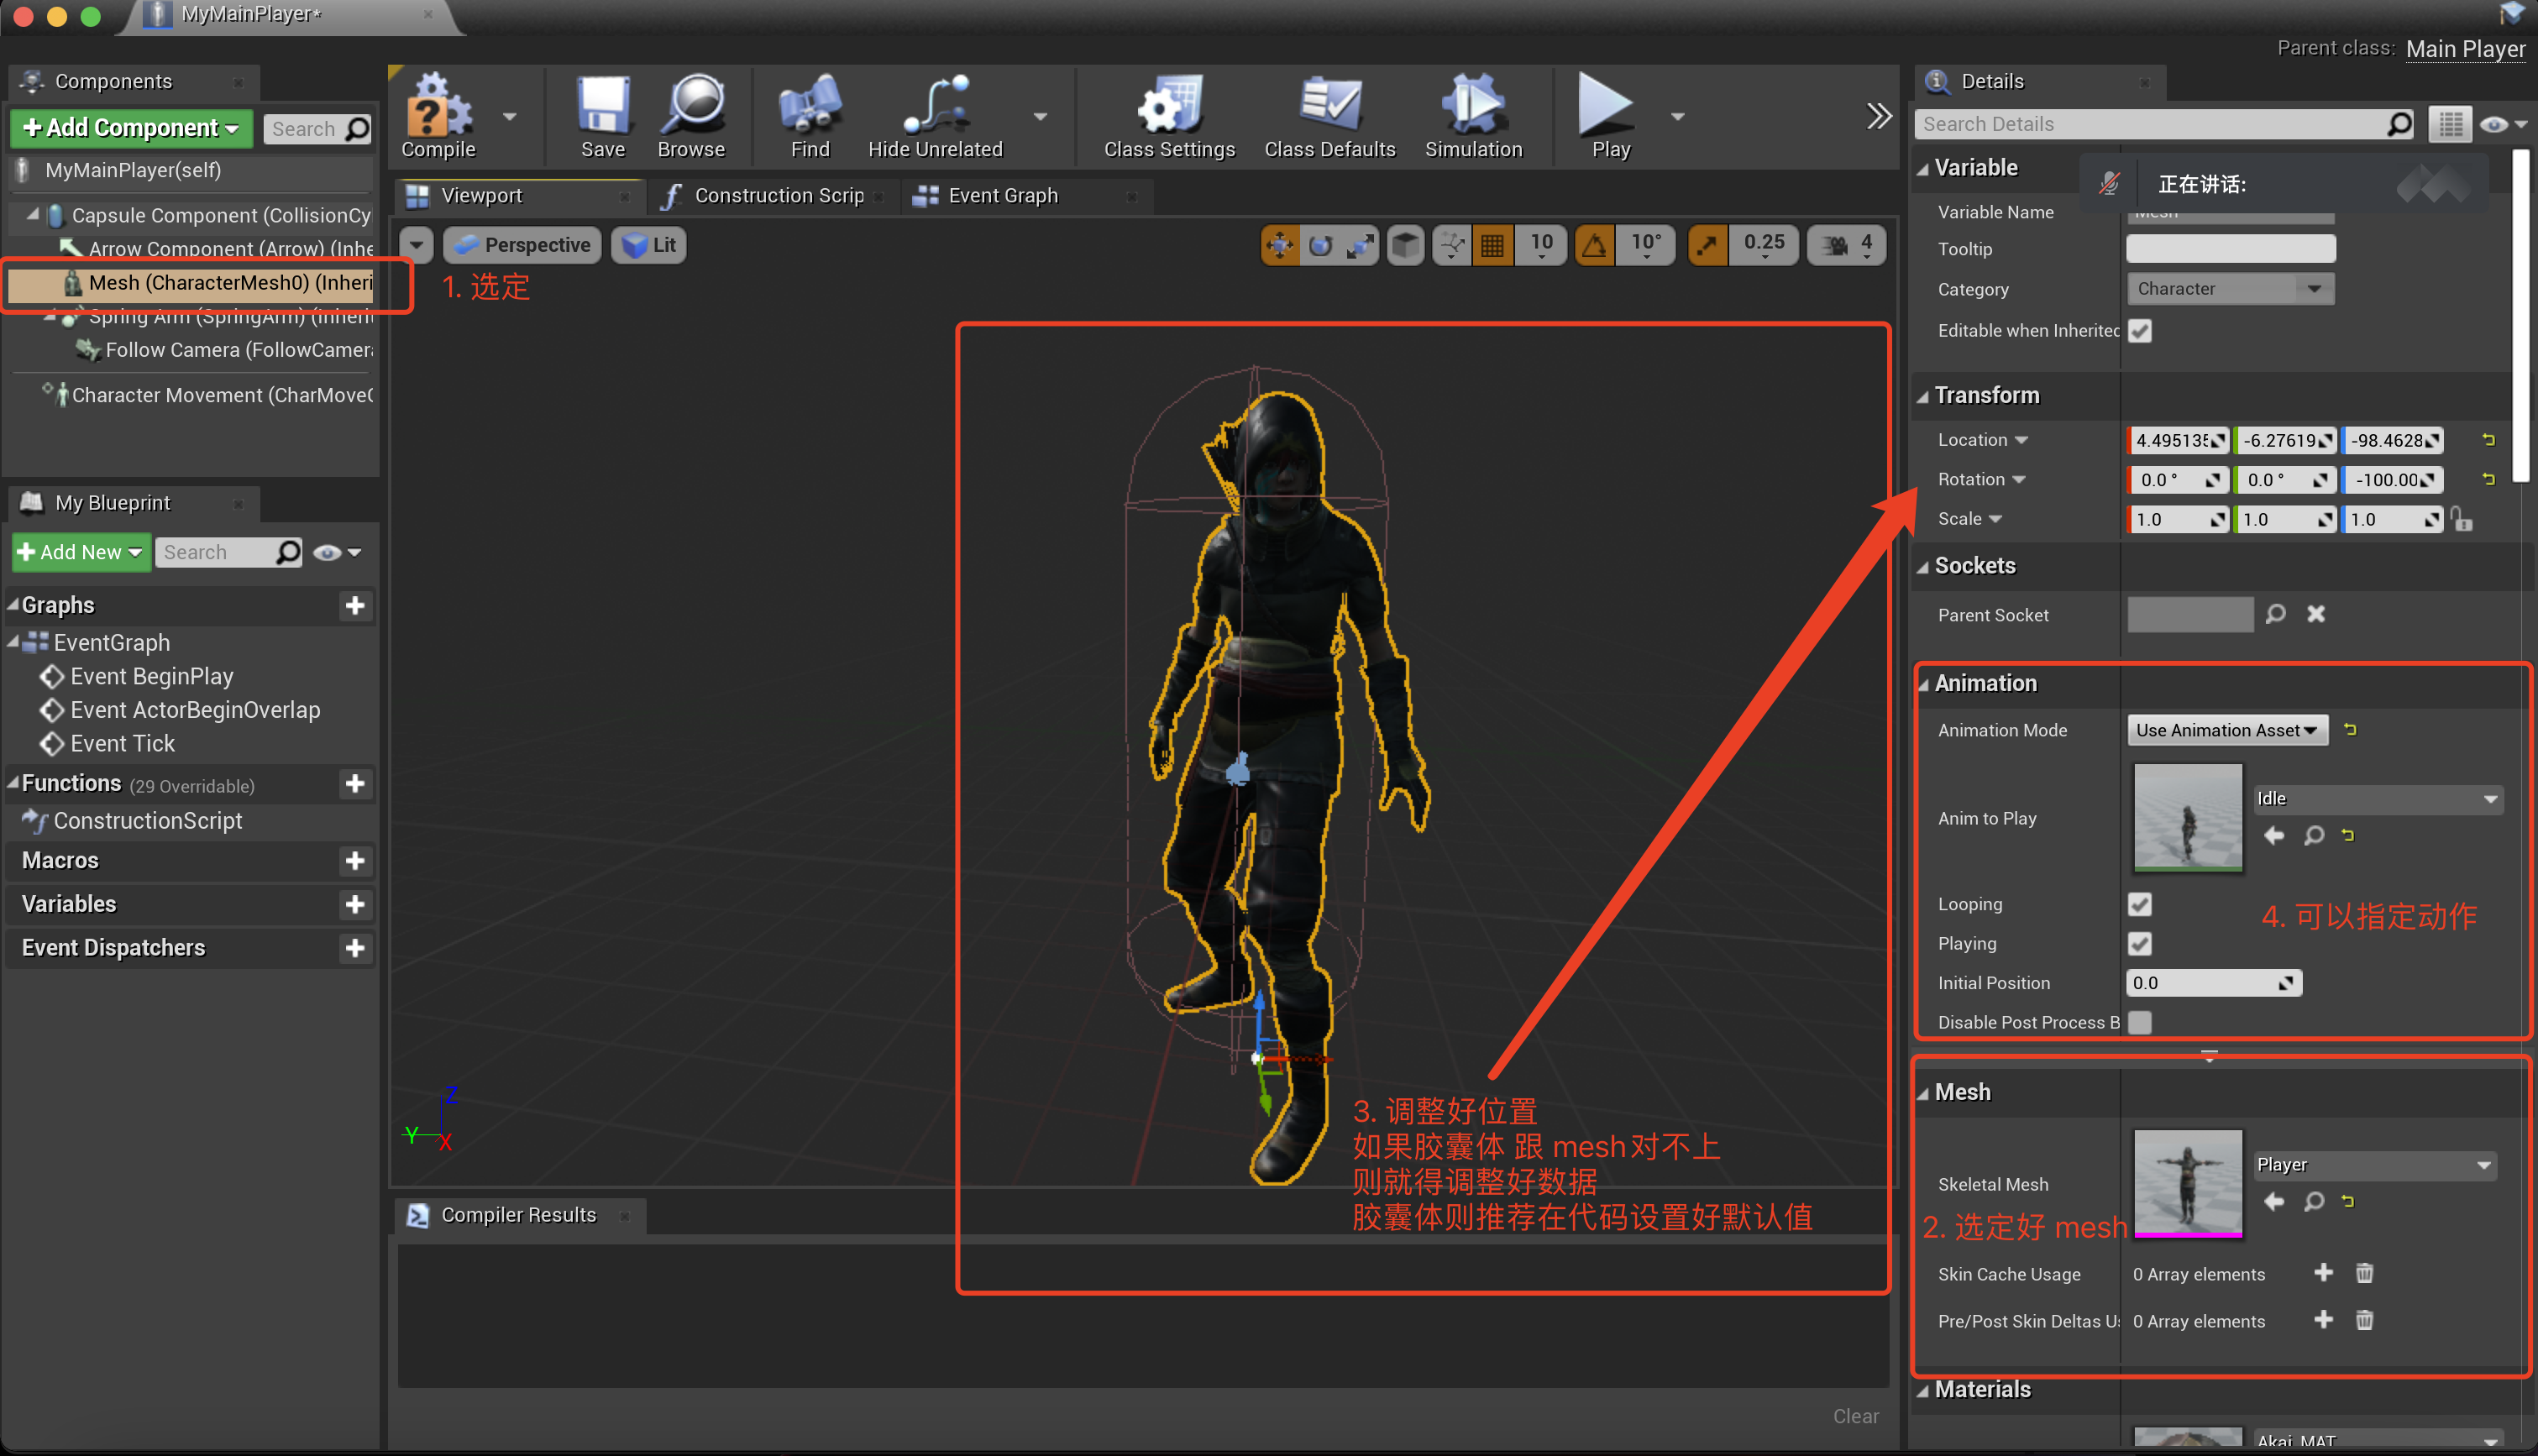 MyMainPlayer*
Parent class: Main Player
Components
Add Component
Search
MyMainPlayer(self)
Capsule Component (CollisionCy
Arrow Component (Arrow) (Inhe
Mesh (CharacterMesh0) (Inheri
Spring Arm (SpringArm) (Inherit
Follow Camera (FollowCamera
Character Movement (CharMoveC
My Blueprint
Add New
Search
Graphs
EventGraph
Event BeginPlay
Event ActorBeginOverlap
Event Tick
Functions (29 Overridable)
ConstructionScript
Macros
Variables
Event Dispatchers
Compile
Save
Browse
Find
Hide Unrelated
Class Settings
Class Defaults
Simulation
Play
Viewport
Construction Scrip
Event Graph
Perspective
Lit
10
10°
0.25
4
1. 选定
Z
Y
X
3. 调整好位置
如果胶囊体 跟 mesh对不上
则就得调整好数据
胶囊体则推荐在代码设置好默认值
Compiler Results
Clear
Details
Search Details
Variable
正在讲话:
Variable Name
Mesh
Tooltip
Category
Character
Editable when Inherited
Transform
Location
4.495135
-6.27619
-98.4628
Rotation
0.0 °
0.0 °
-100.00
Scale
1.0
1.0
1.0
Sockets
Parent Socket
Animation
Animation Mode
Use Animation Asset
Anim to Play
Idle
Looping
4. 可以指定动作
Playing
Initial Position
0.0
Disable Post Process B
Mesh
Skeletal Mesh
Player
2. 选定好 mesh
Skin Cache Usage
0 Array elements
Pre/Post Skin Deltas U
0 Array elements
Materials
Akai_MAT